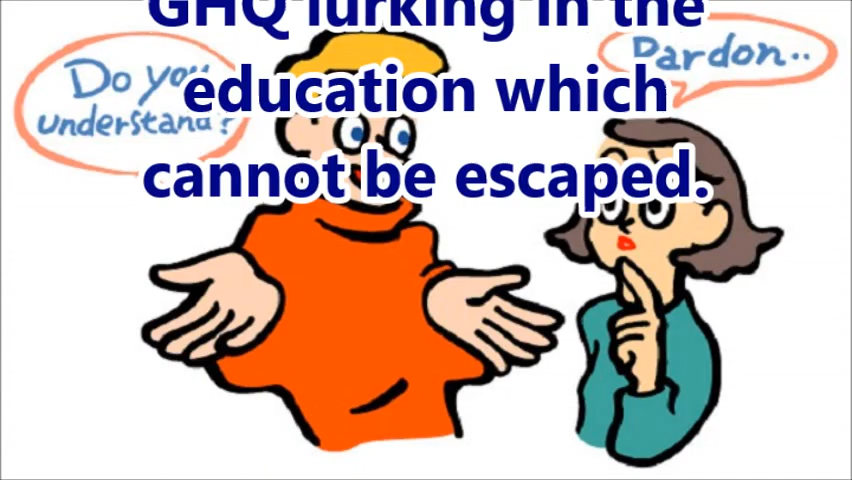 GHQ lurking in the
education which
cannot be escaped.
Do you
understand?
Pardon..